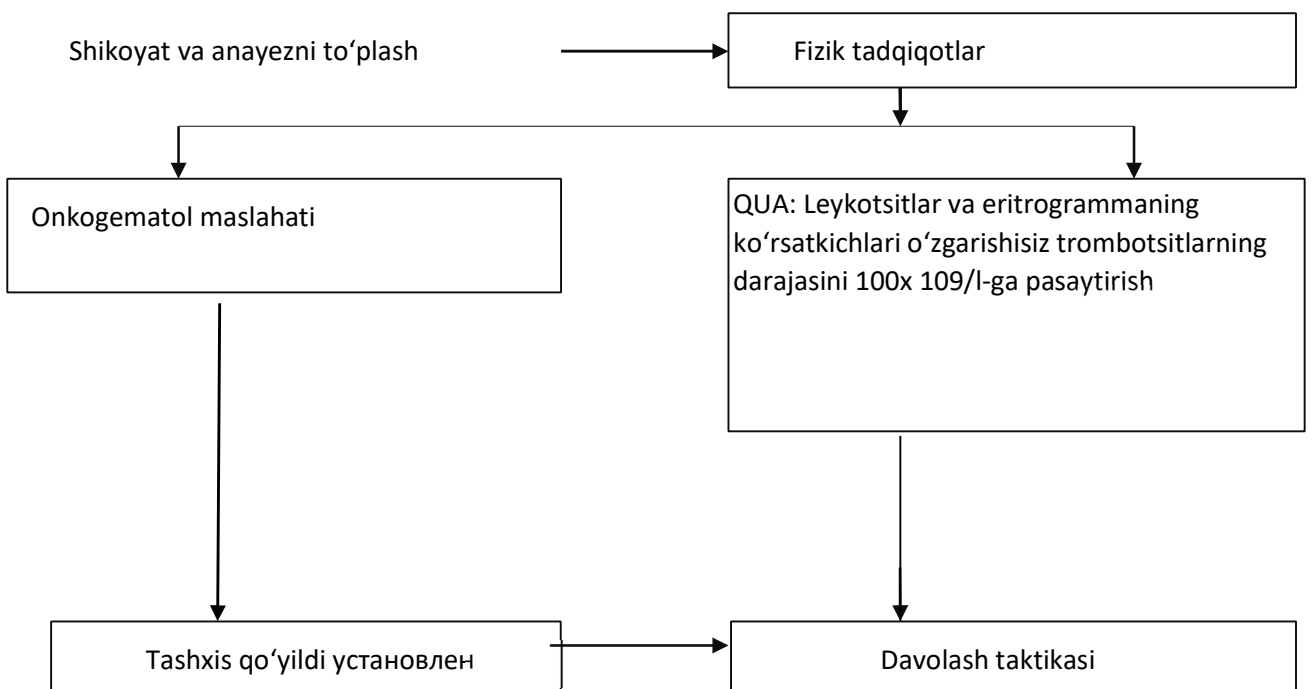 Shikoyat va anayezni to‘plash
Fizik tadqiqotlar
Onkogematol maslahati
QUA: Leykotsitlar va eritrogrammaning
ko‘rsatkichlari o‘zgarishisiz trombotsitlarning
darajasini 100x 109/l-ga pasaytirish
Tashxis qo‘yildi установлен
Davolash taktikasi